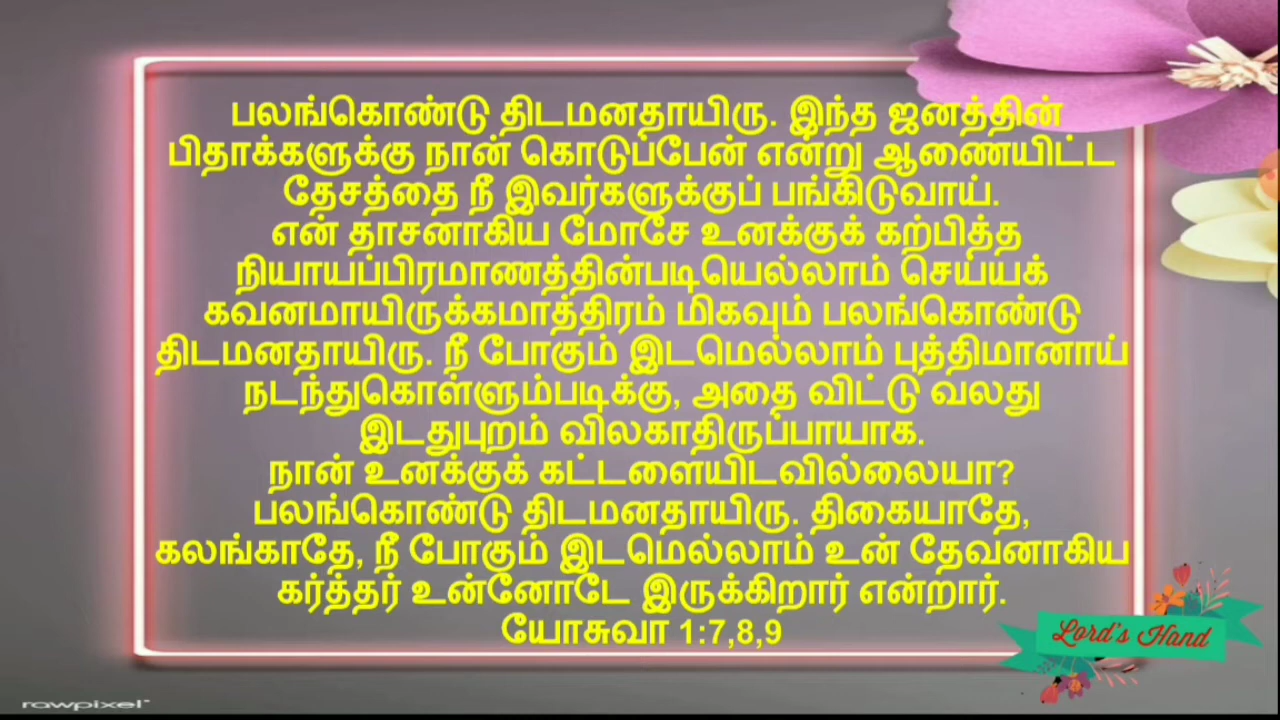 பலங்கொண்டு திடமனதாயிரு. இந்த ஜனத்தின்
பிதாக்களுக்கு நான் கொடுப்பேன் என்று ஆணையிட்ட
தேசத்தை நீ இவர்களுக்குப் பங்கிடுவாய்.
என் தாசனாகிய மோசே உனக்குக் கற்பித்த
நியாயப்பிரமாணத்தின்படியெல்லாம் செய்யக்
கவனமாயிருக்கமாத்திரம் மிகவும் பலங்கொண்டு
திடமனதாயிரு. நீ போகும் இடமெல்லாம் புத்திமானாய்
நடந்துகொள்ளும்படிக்கு, அதை விட்டு வலது
இடதுபுறம் விலகாதிருப்பாயாக.
நான் உனக்குக் கட்டளையிடவில்லையா?
பலங்கொண்டு திடமனதாயிரு. திகையாதே,
கலங்காதே, நீ போகும் இடமெல்லாம் உன் தேவனாகிய
கர்த்தர் உன்னோடே இருக்கிறார் என்றார்.
யோசுவா 1:7,8,9
Lord's Hand
rawpixel